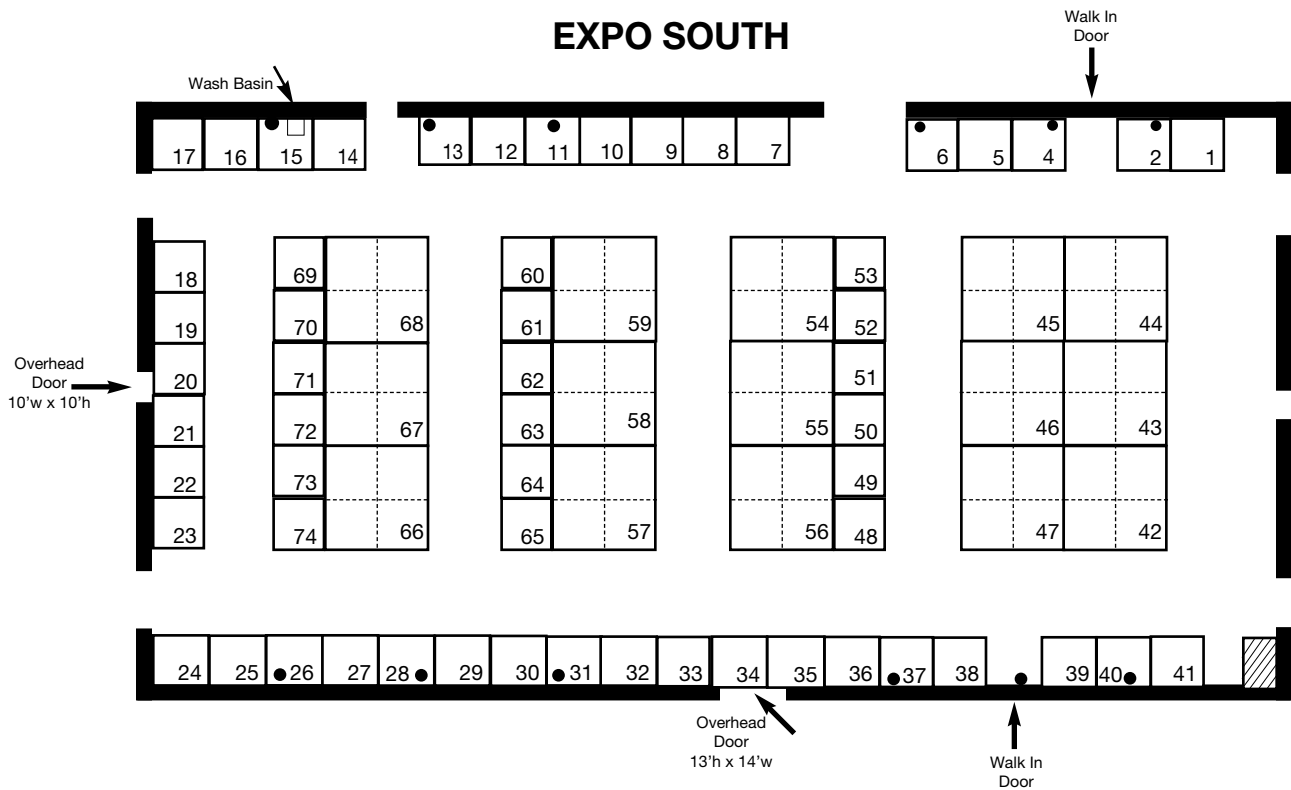 EXPO SOUTH
Walk In
Door
Wash Basin
17 16 15 14 13 12 11 10 9 8 7 6 5 4 2 1
18 69 60 53
19 70 68 61 59 54 52 45 44
Overhead
Door
10'w x 10'h
20 71 62 51
21 72 67 63 58 55 50 46 43
22 73 64 49
23 74 66 65 57 56 48 47 42
24 25 26 27 28 29 30 31 32 33 34 35 36 37 38 39 40 41
Overhead
Door
13'h x 14'w
Walk In
Door